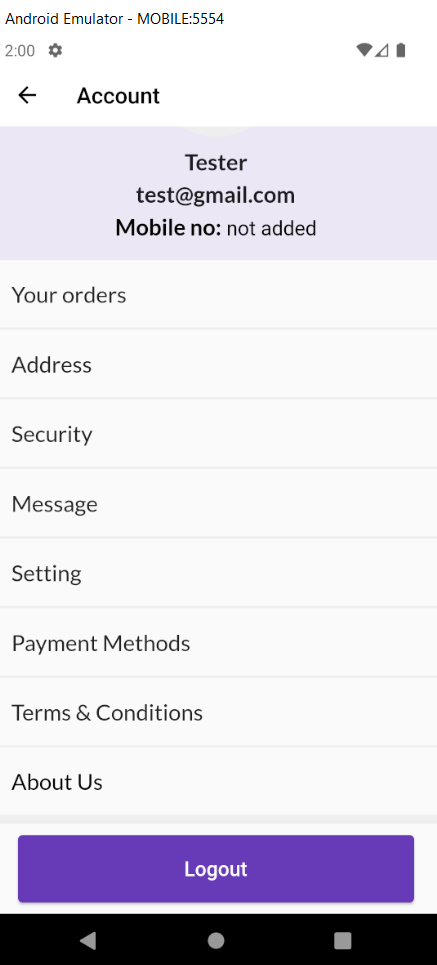 Android Emulator - MOBILE:5554
2:00
Account
Tester
test@gmail.com
Mobile no: not added
Your orders
Address
Security
Message
Setting
Payment Methods
Terms & Conditions
About Us
Logout